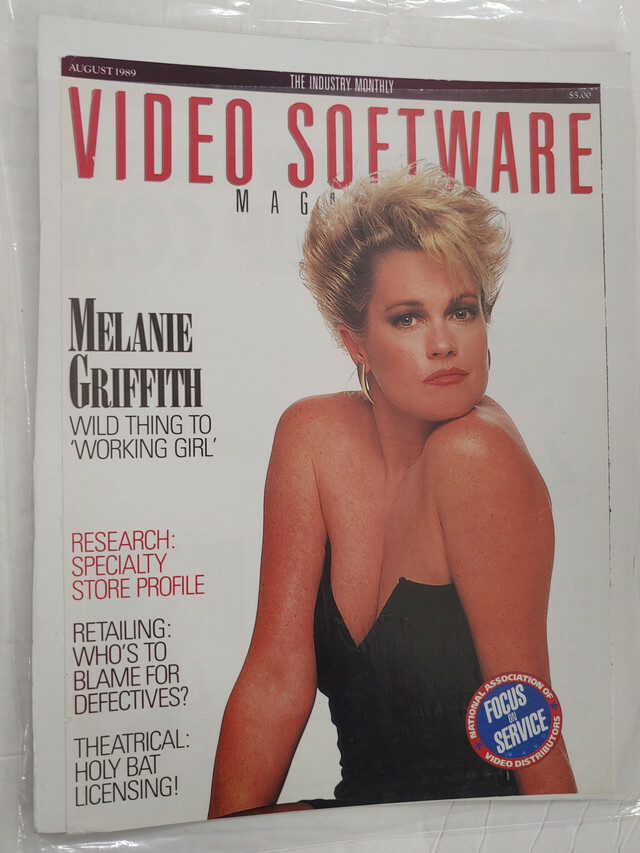 AUGUST 1989
THE INDUSTRY MONTHLY
$5.00
VIDEO SOFTWARE
MAG
MELANIE
GRIFFITH
WILD THING TO
'WORKING GIRL'
RESEARCH:
SPECIALTY
STORE PROFILE
RETAILING:
WHO'S TO
BLAME FOR
DEFECTIVES?
THEATRICAL:
HOLY BAT
LICENSING!
NATIONAL ASSOCIATION OF
FOCUS
ON
SERVICE
N A V D
VIDEO DISTRIBUTORS